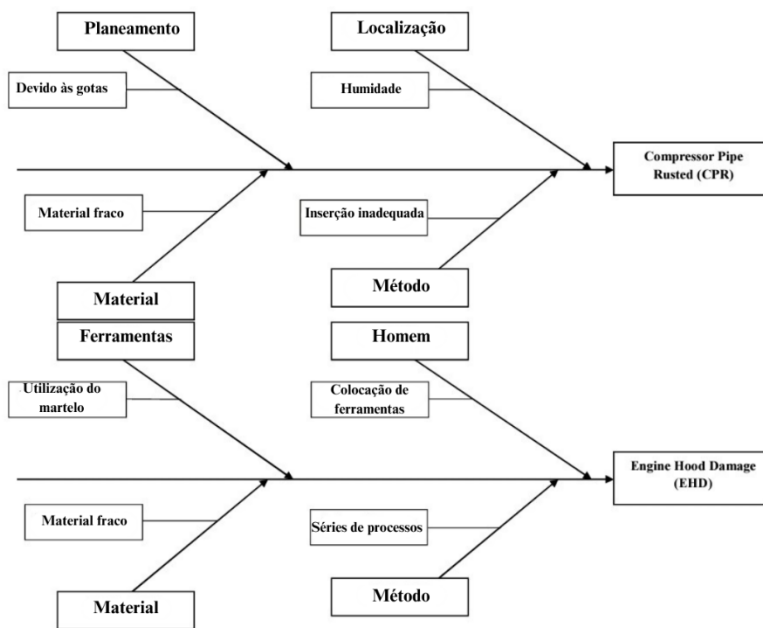 Planeamento
Localização
Devido às gotas
Humidade
Compressor Pipe
Rusted (CPR)
Material fraco
Inserção inadequada
Material
Método
Ferramentas
Homem
Utilização do
martelo
Colocação de
ferramentas
Engine Hood Damage
(EHD)
Material fraco
Séries de processos
Material
Método